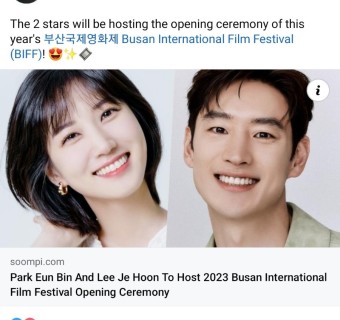 The 2 stars will be hosting the opening ceremony of this
year's 부산국제영화제 Busan International Film Festival
(BIFF)! 😍✨💠
i
soompi.com
Park Eun Bin And Lee Je Hoon To Host 2023 Busan International
Film Festival Opening Ceremony